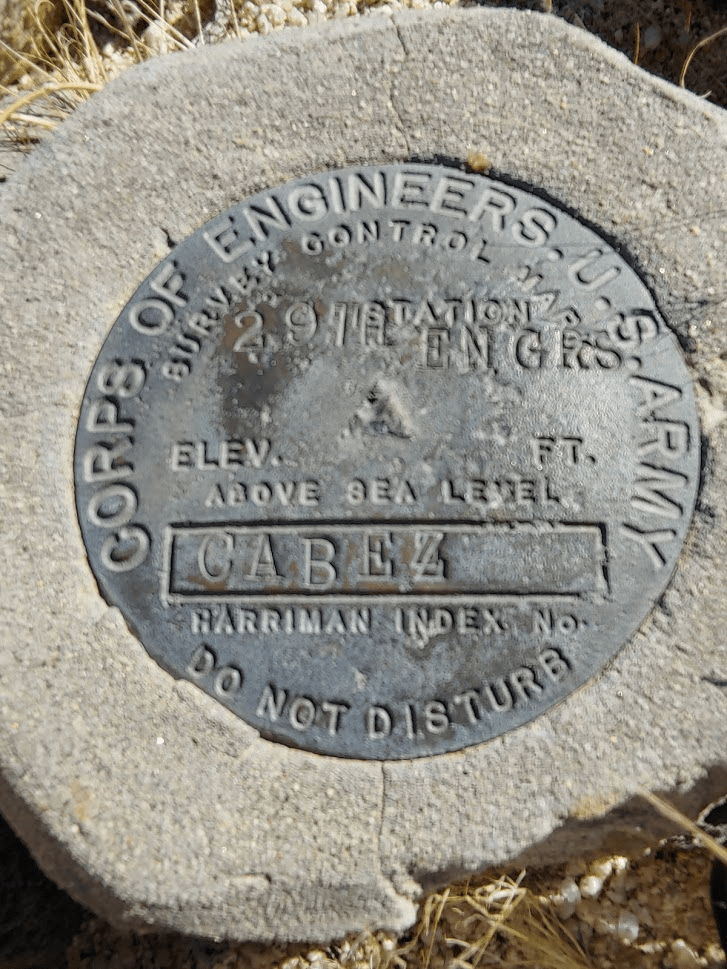 CORPS OF ENGINEERS. U. S. ARMY
SURVEY CONTROL MARK
STATION
29TH ENGRS
ELEV. FT.
ABOVE SEA LEVEL
CABEZ
HARRIMAN INDEX No.
DO NOT DISTURB